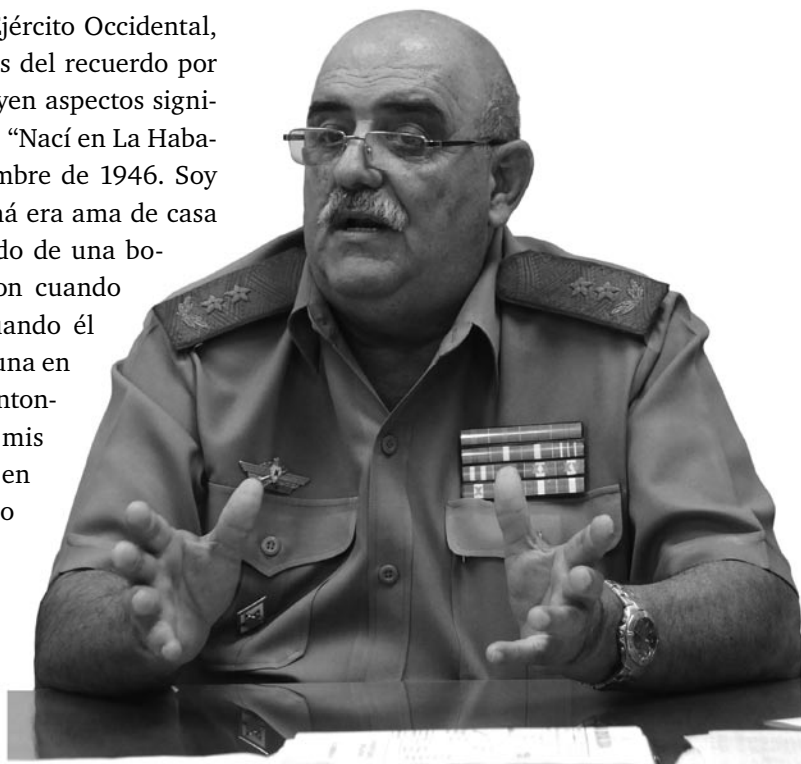 Ejército Occidental,
s del recuerdo por
yen aspectos signi-
“Nací en La Haba-
mbre de 1946. Soy
má era ama de casa
do de una bo-
on cuando
uando él
una en
nton-
mis
en
o